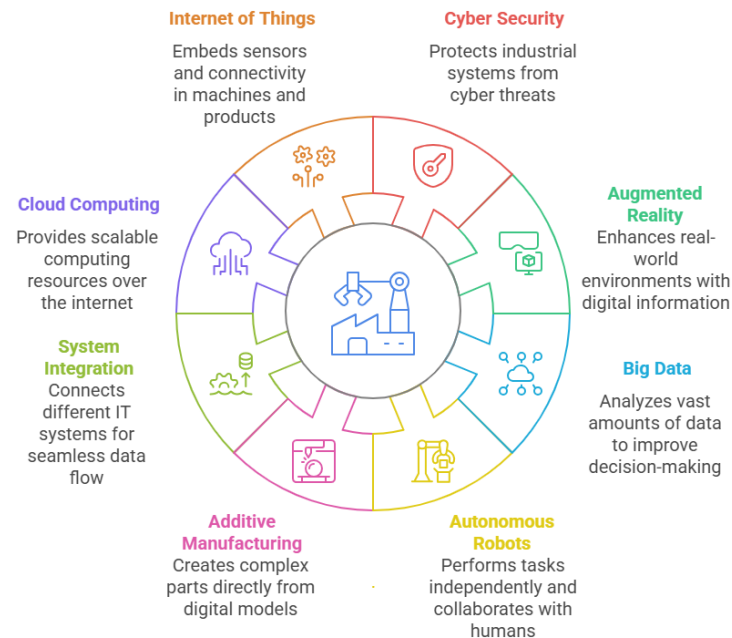 Internet of Things
Embeds sensors
and connectivity
in machines and
products
Cyber Security
Protects industrial
systems from
cyber threats
Augmented
Reality
Enhances real-
world
environments with
digital information
Big Data
Analyzes vast
amounts of data
to improve
decision-making
Autonomous
Robots
Performs tasks
independently and
collaborates with
humans
Additive
Manufacturing
Creates complex
parts directly from
digital models
System
Integration
Connects
different IT
systems for
seamless data
flow
Cloud Computing
Provides scalable
computing
resources over
the internet